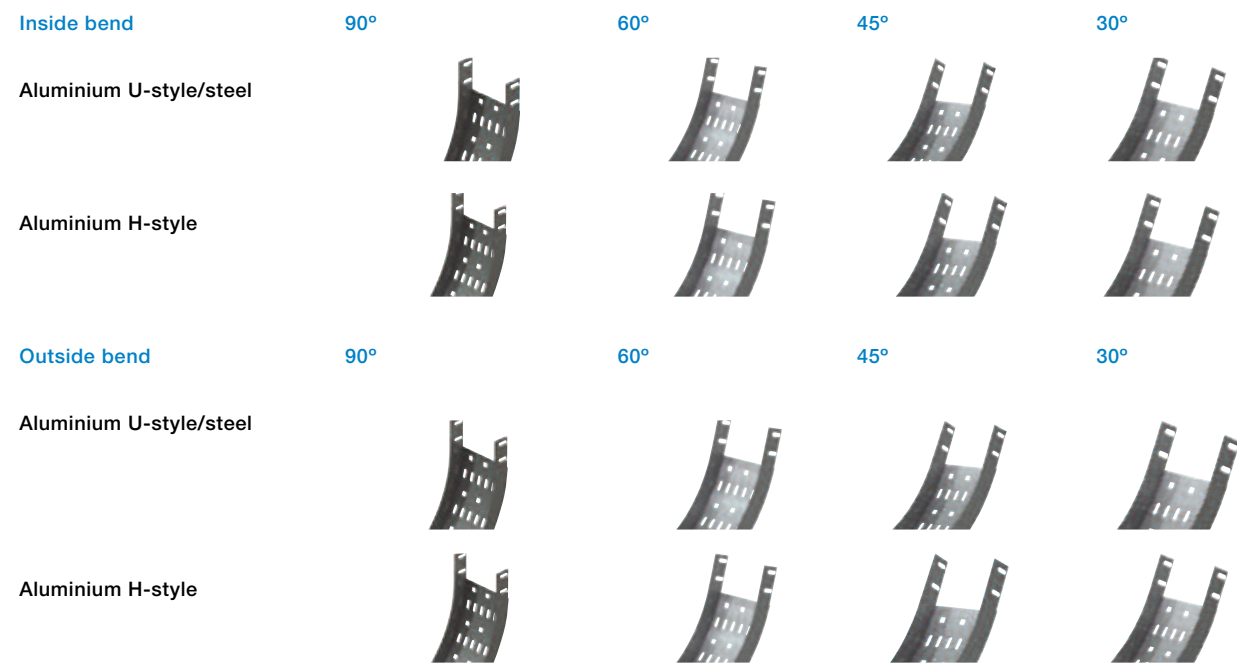 Inside bend 90º 60º 45º 30º
Aluminium U-style/steel
Aluminium H-style
Outside bend 90º 60º 45º 30º
Aluminium U-style/steel
Aluminium H-style